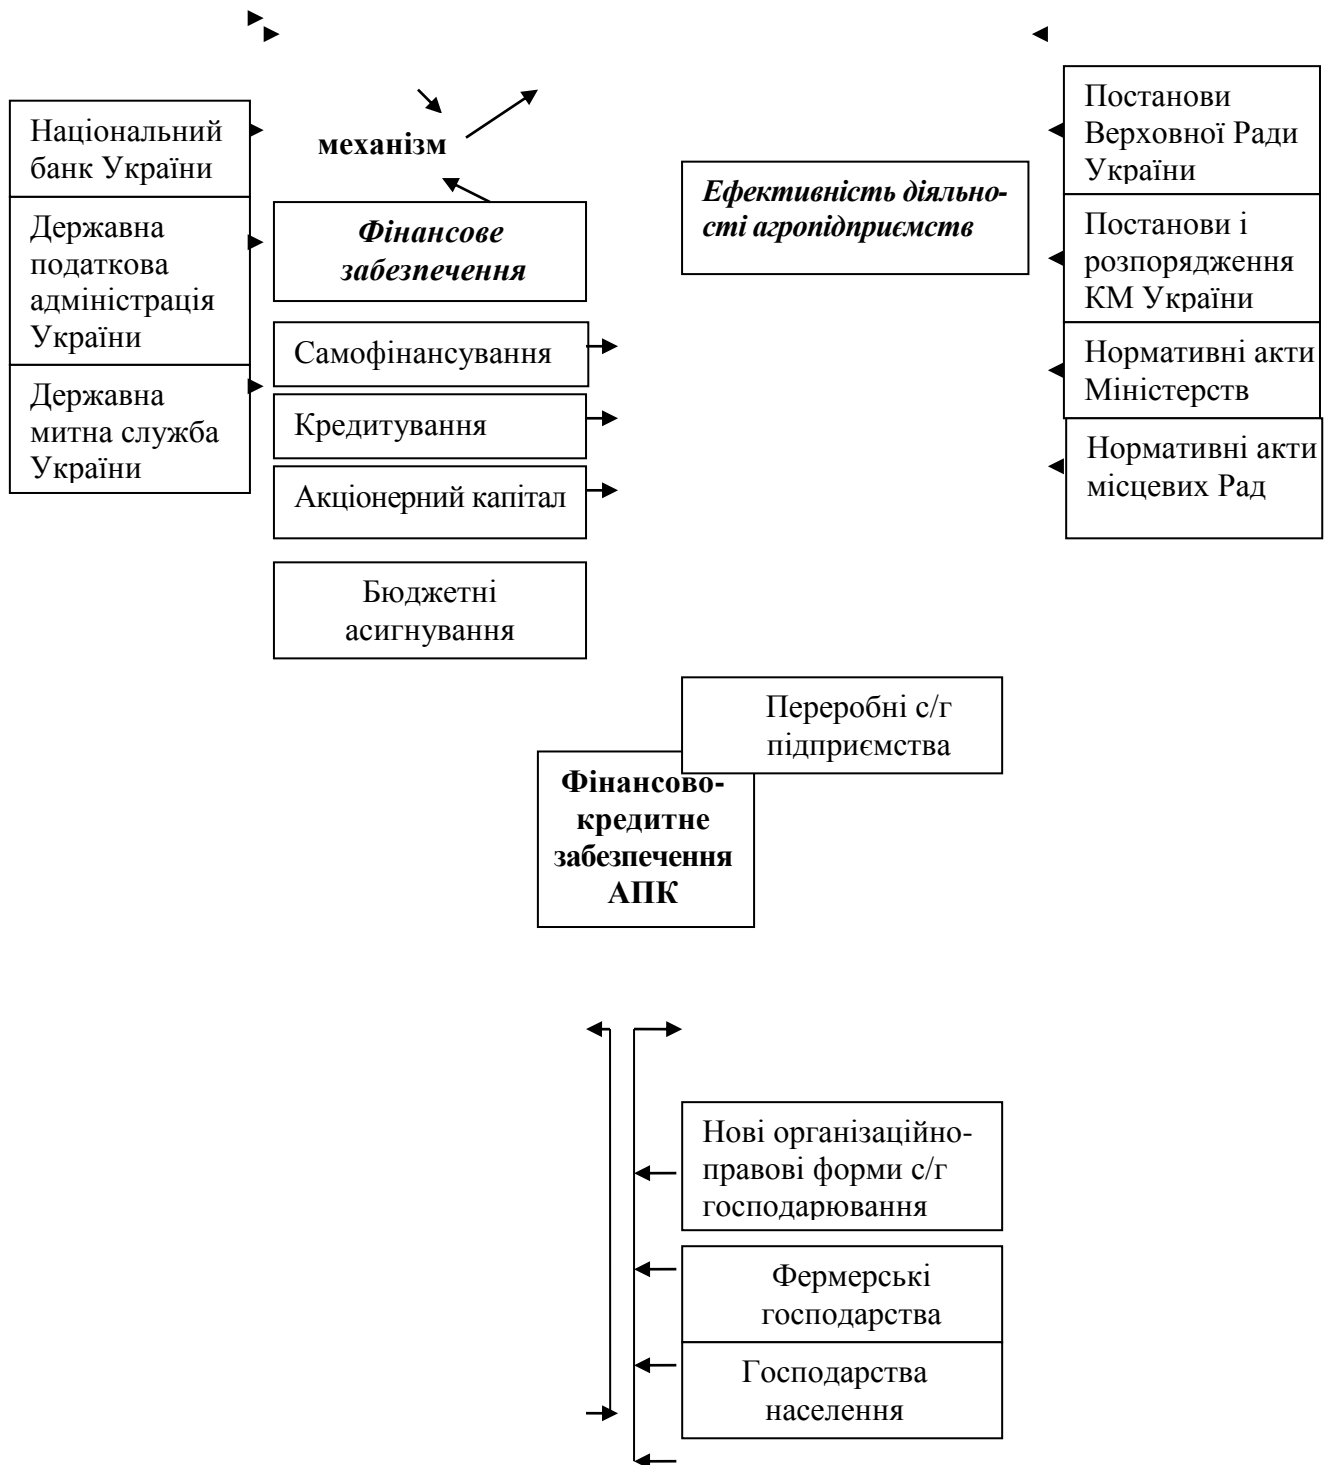 Національний
банк України
Державна
податкова
адміністрація
України
Державна
митна служба
України
механізм
Фінансове
забезпечення
Самофінансування
Кредитування
Акціонерний капітал
Бюджетні
асигнування
Ефективність діяльно-
сті агропідприємств
Постанови
Верховної Ради
України
Постанови і
розпорядження
КМ України
Нормативні акти
Міністерств
Нормативні акти
місцевих Рад
Переробні с/г
підприємства
Фінансово-
кредитне
забезпечення
АПК
Нові організаційно-
правові форми с/г
господарювання
Фермерські
господарства
Господарства
населення